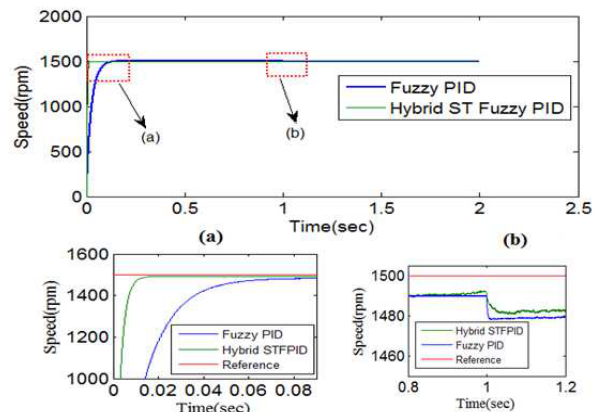 2000
1500
1000
500
0
Speed(rpm)
Fuzzy PID
Hybrid ST Fuzzy PID
(a)
(b)
0 0.5 1 1.5 2 2.5
Time(sec)
(a)
1600
1400
1200
1000
Speed(rpm)
Fuzzy PID
Hybrid STFPID
Reference
0 0.02 0.04 0.06 0.08
Time(sec)
(b)
1500
1480
1460
Speed(rpm)
Hybrid STFPID
Fuzzy PID
Reference
0.8 1 1.2
Time(sec)